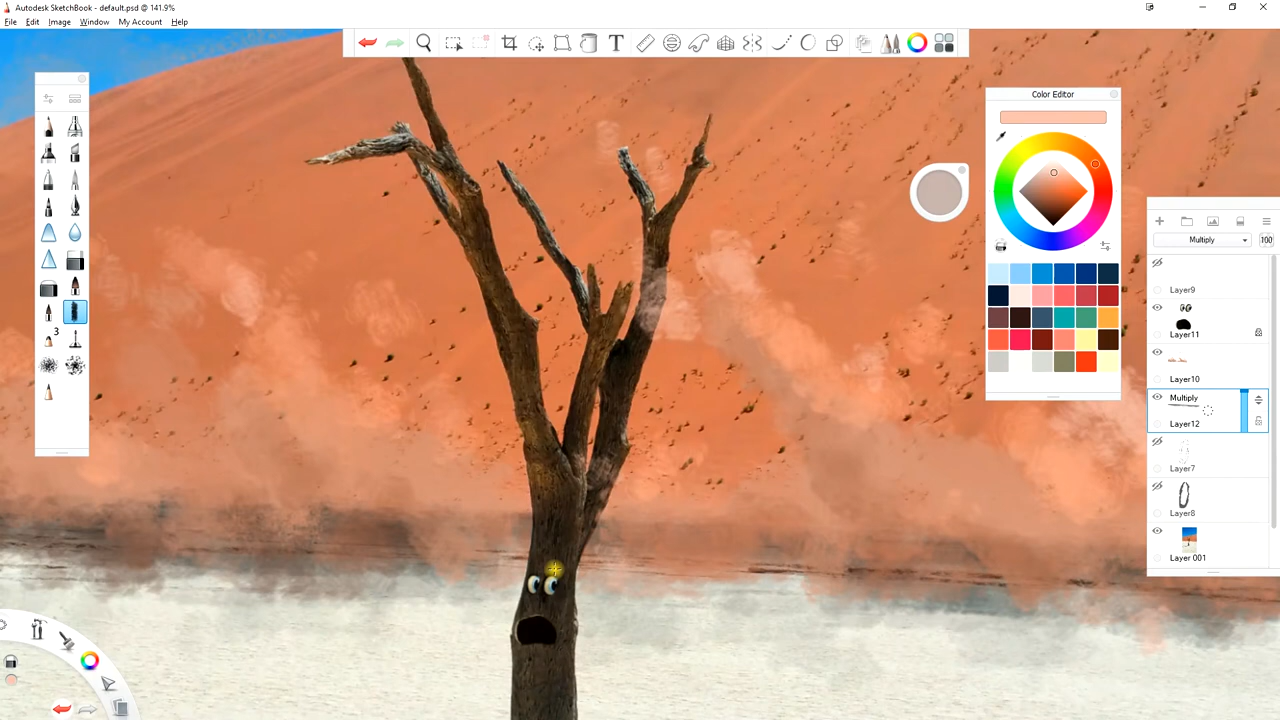 Autodesk SketchBook - default.psd @ 141.9%
File Edit Image Window My Account Help
T
Color Editor
Multiply 100
Layer9
Layer11
Layer10
Multiply
Layer12
Layer7
Layer8
Layer 001
3